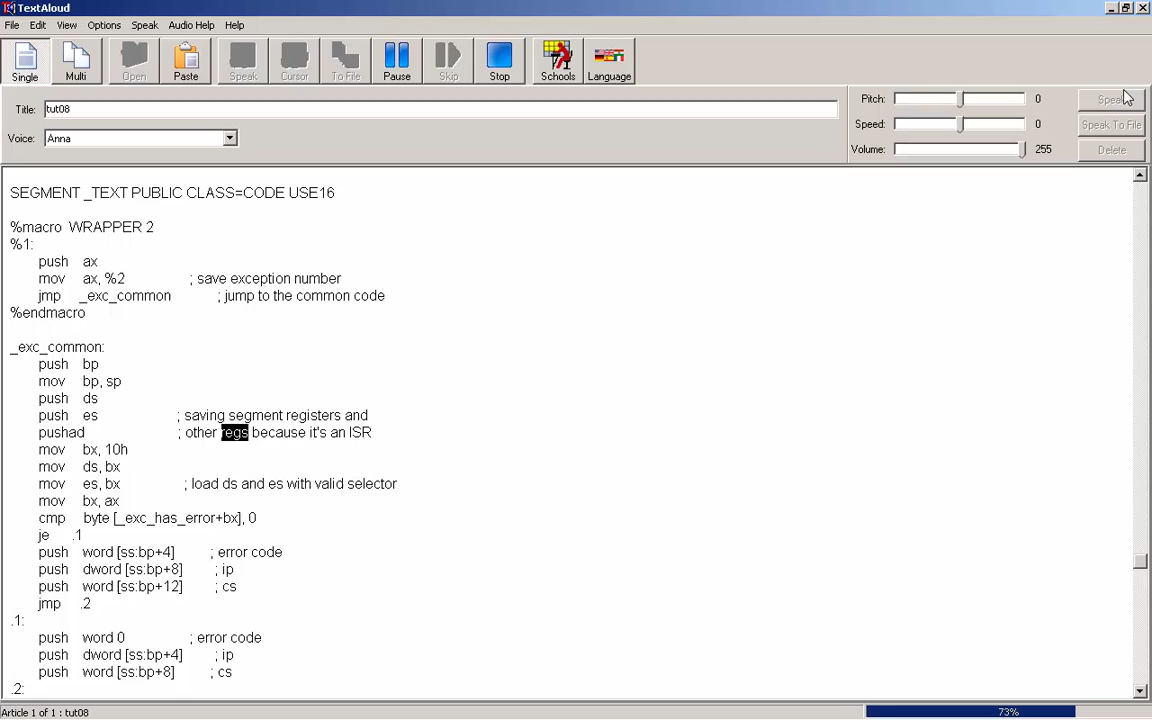 TextAloud
File Edit View Options Speak Audio Help Help
Single Multi Open Paste Speak Cursor To File Pause Skip Stop Schools Language
Title: tut08
Voice: Anna
Pitch: 0 Speak
Speed: 0 Speak To File
Volume: 255 Delete
SEGMENT _TEXT PUBLIC CLASS=CODE USE16
%macro WRAPPER 2
%1:
push ax
mov ax, %2 ; save exception number
jmp _exc_common ; jump to the common code
%endmacro
_exc_common:
push bp
mov bp, sp
push ds
push es ; saving segment registers and
pushad ; other regs because it's an ISR
mov bx, 10h
mov ds, bx
mov es, bx ; load ds and es with valid selector
mov bx, ax
cmp byte [_exc_has_error+bx], 0
je .1
push word [ss:bp+4] ; error code
push dword [ss:bp+8] ; ip
push word [ss:bp+12] ; cs
jmp .2
.1:
push word 0 ; error code
push dword [ss:bp+4] ; ip
push word [ss:bp+8] ; cs
.2:
Article 1 of 1 : tut08 73%